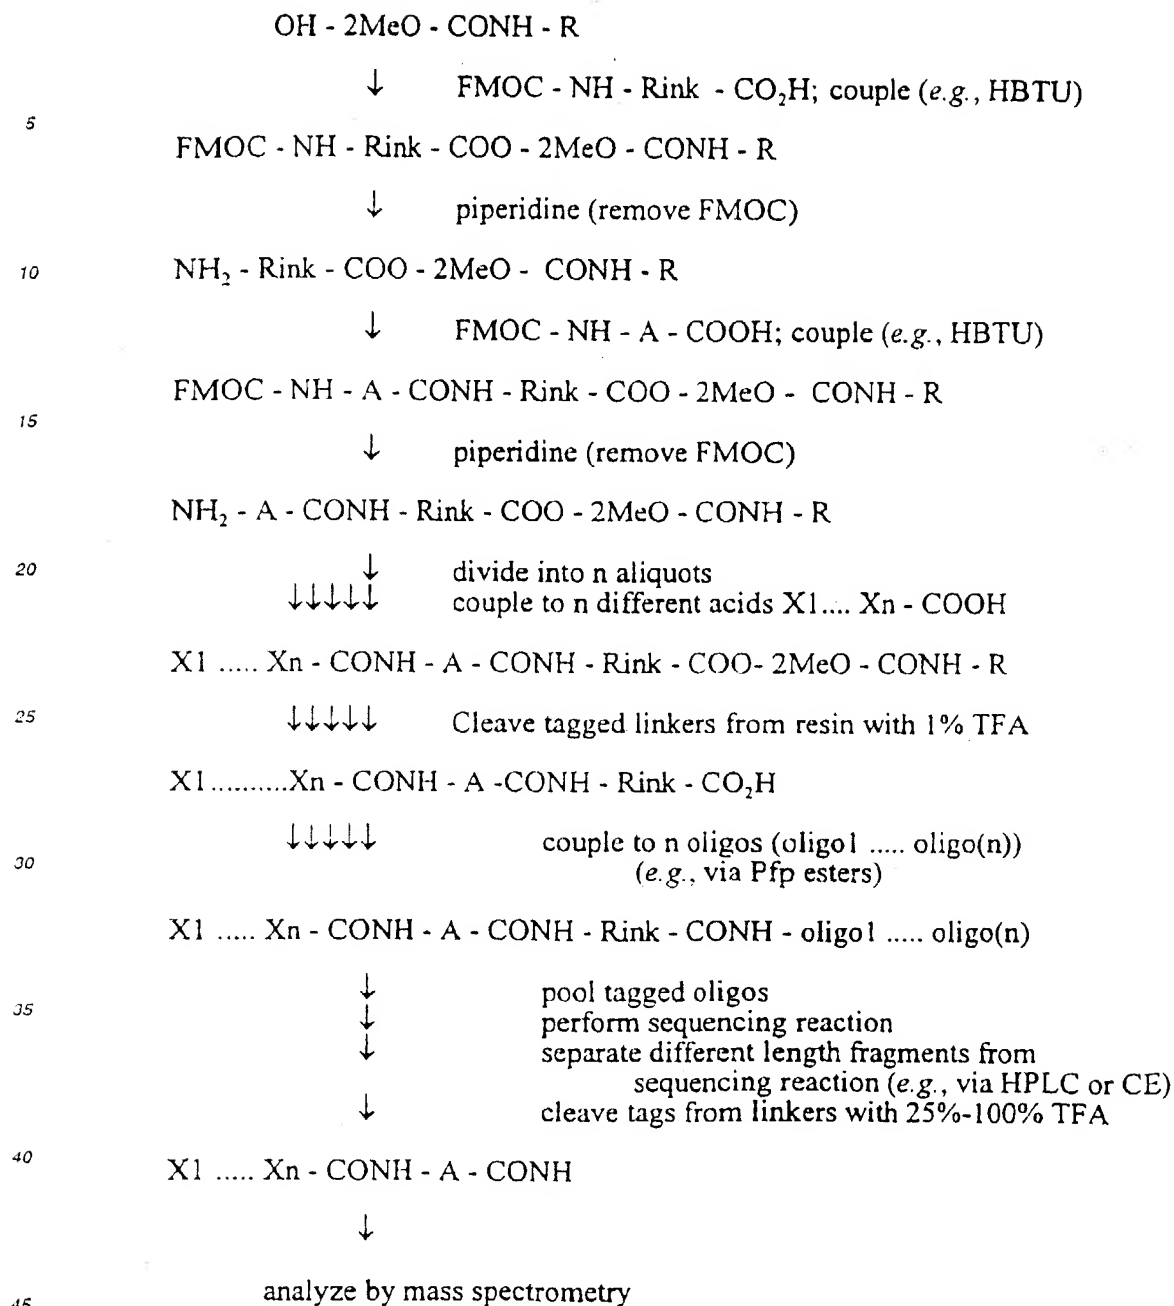 OH - 2MeO - CONH - R
↓ FMOC - NH - Rink - CO₂H; couple (e.g., HBTU)
5
FMOC - NH - Rink - COO - 2MeO - CONH - R
↓ piperidine (remove FMOC)
10 NH₂ - Rink - COO - 2MeO - CONH - R
↓ FMOC - NH - A - COOH; couple (e.g., HBTU)
FMOC - NH - A - CONH - Rink - COO - 2MeO - CONH - R
15
↓ piperidine (remove FMOC)
NH₂ - A - CONH - Rink - COO - 2MeO - CONH - R
20 ↓ divide into n aliquots
↓↓↓↓↓ couple to n different acids X1.... Xn - COOH
X1 ..... Xn - CONH - A - CONH - Rink - COO- 2MeO - CONH - R
25 ↓↓↓↓↓ Cleave tagged linkers from resin with 1% TFA
X1..........Xn - CONH - A -CONH - Rink - CO₂H
↓↓↓↓↓ couple to n oligos (oligo1 ..... oligo(n))
30 (e.g., via Pfp esters)
X1 ..... Xn - CONH - A - CONH - Rink - CONH - oligo1 ..... oligo(n)
↓ pool tagged oligos
35 ↓ perform sequencing reaction
↓ separate different length fragments from
sequencing reaction (e.g., via HPLC or CE)
↓ cleave tags from linkers with 25%-100% TFA
40 X1 ..... Xn - CONH - A - CONH
↓
analyze by mass spectrometry
45